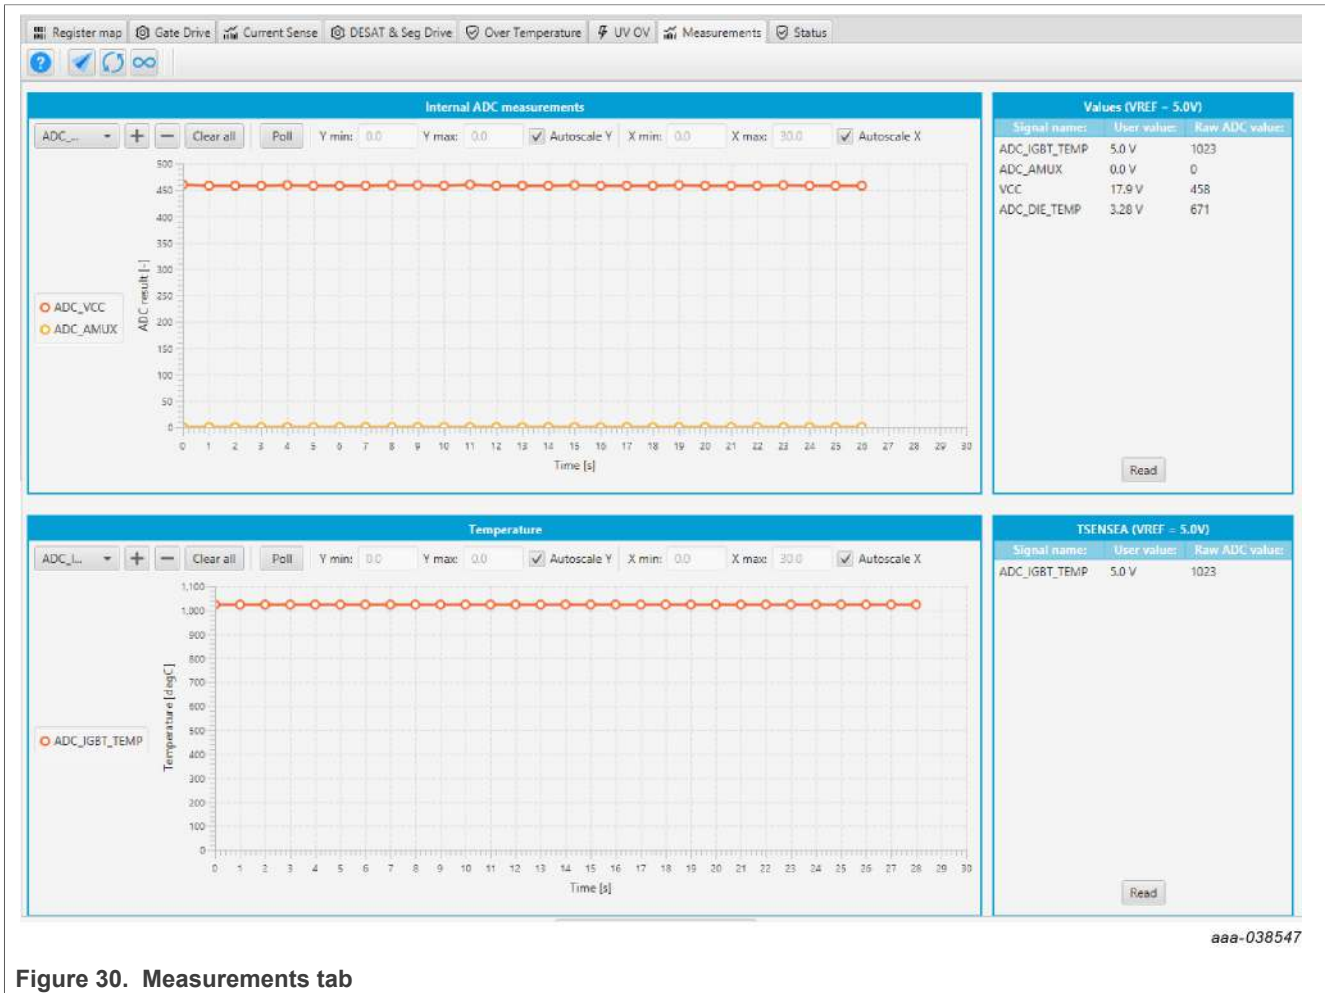 Register map Gate Drive Current Sense DESAT & Seg Drive Over Temperature UV OV Measurements Status
?
Internal ADC measurements
ADC_... + − Clear all Poll Y min: 0.0 Y max: 0.0 Autoscale Y X min: 0.0 X max: 30.0 Autoscale X
500
450
400
350
300
250
200
150
100
50
0
ADC result [-]
ADC_VCC
ADC_AMUX
0 1 2 3 4 5 6 7 8 9 10 11 12 13 14 15 16 17 18 19 20 21 22 23 24 25 26 27 28 29 30
Time [s]
Values (VREF = 5.0V)
Signal name: User value: Raw ADC value:
ADC_IGBT_TEMP 5.0 V 1023
ADC_AMUX 0.0 V 0
VCC 17.9 V 458
ADC_DIE_TEMP 3.28 V 671
Read
Temperature
ADC_I... + − Clear all Poll Y min: 0.0 Y max: 0.0 Autoscale Y X min: 0.0 X max: 30.0 Autoscale X
1,100
1,000
900
800
700
600
500
400
300
200
100
0
Temperature [degC]
ADC_IGBT_TEMP
0 1 2 3 4 5 6 7 8 9 10 11 12 13 14 15 16 17 18 19 20 21 22 23 24 25 26 27 28 29 30
Time [s]
TSENSEA (VREF = 5.0V)
Signal name: User value: Raw ADC value:
ADC_IGBT_TEMP 5.0 V 1023
Read
aaa-038547
Figure 30. Measurements tab